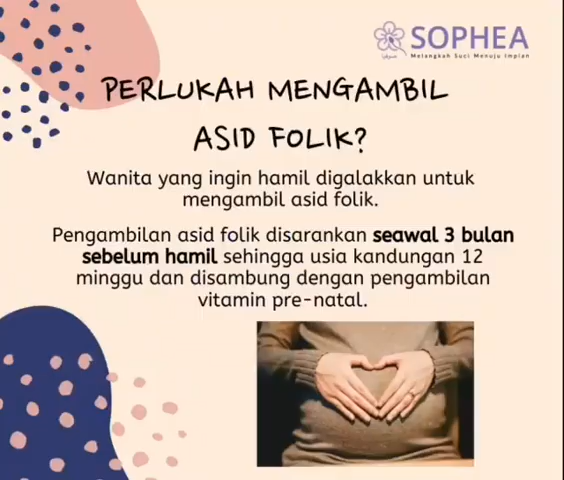 SOPHEA
Melangkah Suci Menuju Impian
PERLUKAH MENGAMBIL
ASID FOLIK?
Wanita yang ingin hamil digalakkan untuk
mengambil asid folik.
Pengambilan asid folik disarankan seawal 3 bulan
sebelum hamil sehingga usia kandungan 12
minggu dan disambung dengan pengambilan
vitamin pre-natal.